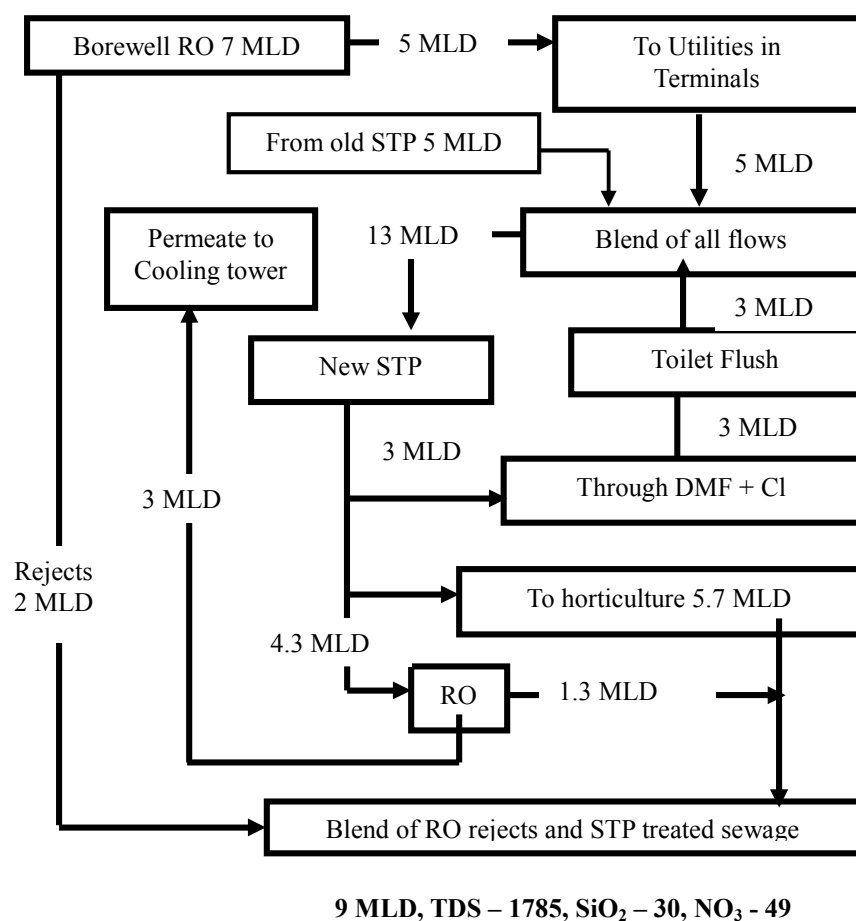 Borewell RO 7 MLD
5 MLD
To Utilities in
Terminals
From old STP 5 MLD
5 MLD
Permeate to
Cooling tower
13 MLD
Blend of all flows
3 MLD
New STP
Toilet Flush
3 MLD
3 MLD
3 MLD
Through DMF + Cl
Rejects
2 MLD
To horticulture 5.7 MLD
4.3 MLD
RO
1.3 MLD
Blend of RO rejects and STP treated sewage
9 MLD, TDS – 1785, SiO₂ – 30, NO₃ - 49